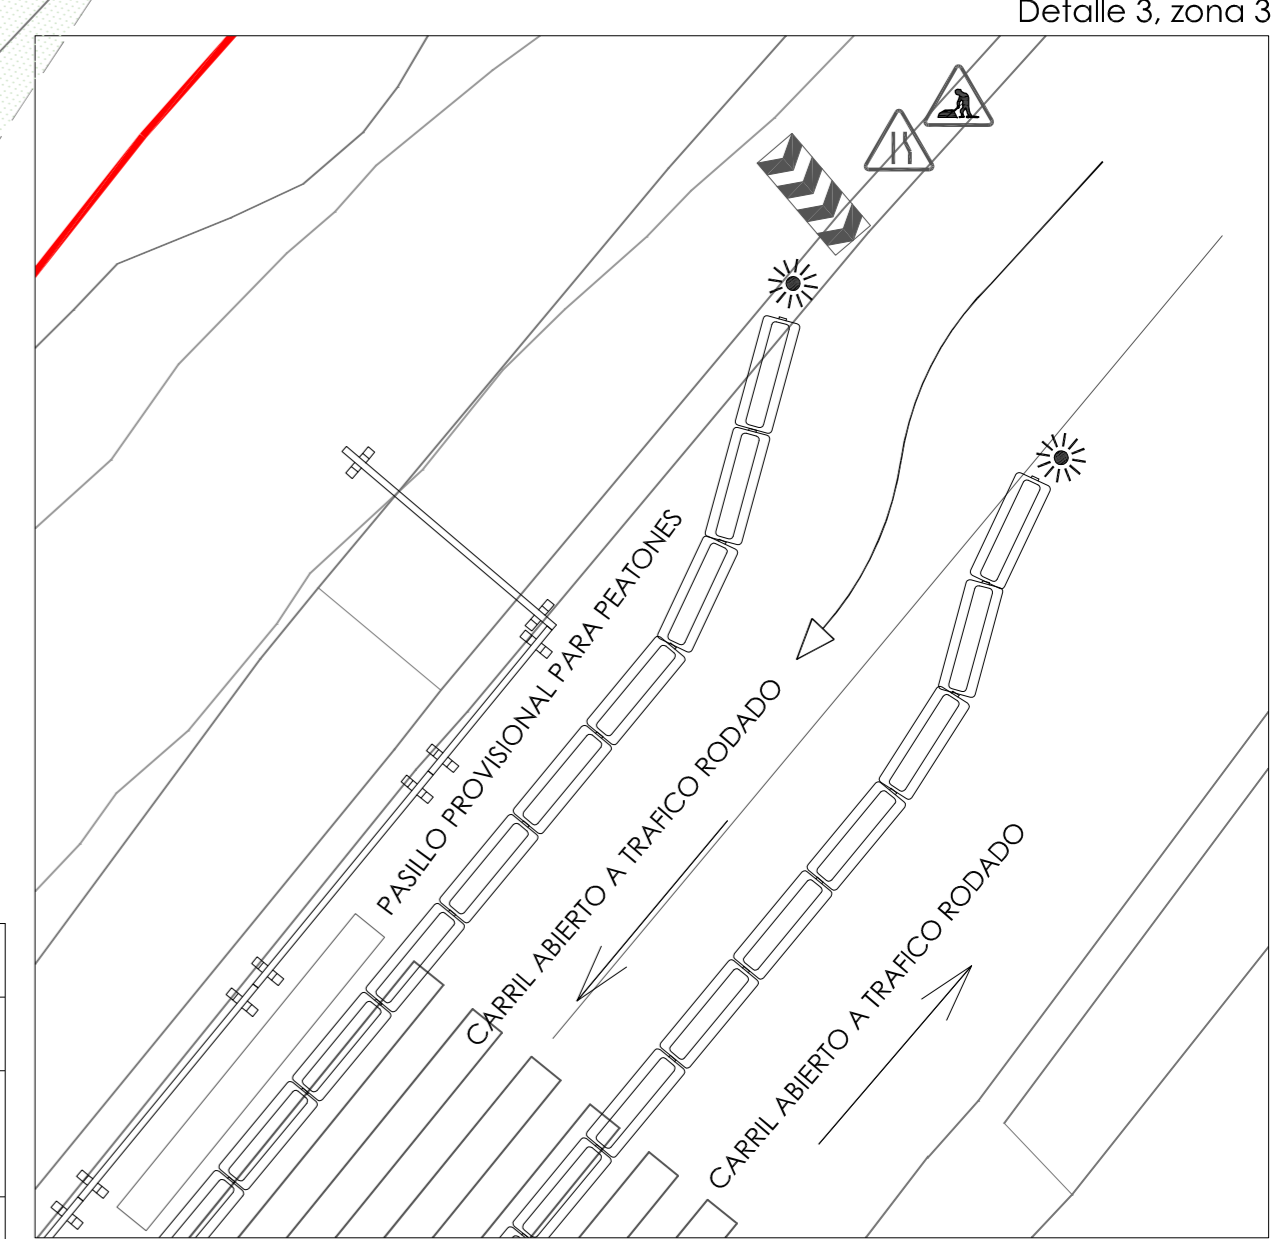 Detalle 3, zona 3
PASILLO PROVISIONAL PARA PEATONES
CARRIL ABIERTO A TRAFICO RODADO
CARRIL ABIERTO A TRAFICO RODADO